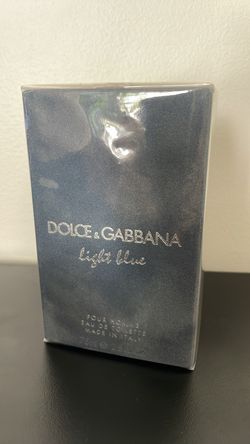 DOLCE & GABBANA
light blue
POUR HOMME
EAU DE TOILETTE
MADE IN ITALY